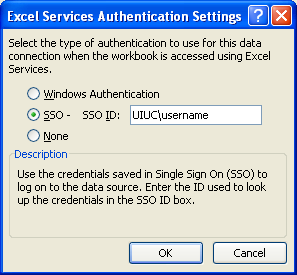 Excel Services Authentication Settings
Select the type of authentication to use for this data
connection when the workbook is accessed using Excel
Services.
Windows Authentication
SSO - SSO ID: UIUC\username
None
Description
Use the credentials saved in Single Sign On (SSO) to
log on to the data source. Enter the ID used to look
up the credentials in the SSO ID box.
OK Cancel